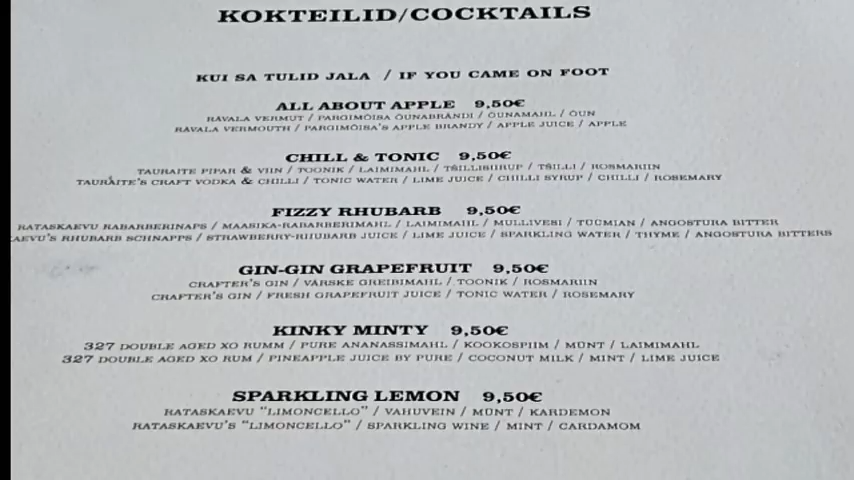 KOKTEILID/COCKTAILS
KUI SA TULID JALA / IF YOU CAME ON FOOT
ALL ABOUT APPLE 9,50€
RÄVALA VERMUT / PARGIMÕISA ÕUNABRÄNDI / ÕUNAMAHL / ÕUN
RÄVALA VERMOUTH / PARGIMÕISA'S APPLE BRANDY / APPLE JUICE / APPLE
CHILL & TONIC 9,50€
TAURAITE PIPAR & VIIN / TOONIK / LAIMIMAHL / TŠILLISIIRUP / TŠILLI / ROSMARIIN
TAURAITE'S CRAFT VODKA & CHILLI / TONIC WATER / LIME JUICE / CHILLI SYRUP / CHILLI / ROSEMARY
FIZZY RHUBARB 9,50€
RATASKAEVU RABARBERINAPS / MAASIKA-RABARBERIMAHL / LAIMIMAHL / MULLIVESI / TÜÜMIAN / ANGOSTURA BITTER
KAEVU'S RHUBARB SCHNAPPS / STRAWBERRY-RHUBARB JUICE / LIME JUICE / SPARKLING WATER / THYME / ANGOSTURA BITTERS
GIN-GIN GRAPEFRUIT 9,50€
CRAFTER'S GIN / VÄRSKE GREIBIMAHL / TOONIK / ROSMARIIN
CRAFTER'S GIN / FRESH GRAPEFRUIT JUICE / TONIC WATER / ROSEMARY
KINKY MINTY 9,50€
327 DOUBLE AGED XO RUMM / PURE ANANASSIMAHL / KOOKOSPIIM / MÜNT / LAIMIMAHL
327 DOUBLE AGED XO RUM / PINEAPPLE JUICE BY PURE / COCONUT MILK / MINT / LIME JUICE
SPARKLING LEMON 9,50€
RATASKAEVU "LIMONCELLO" / VAHUVEIN / MÜNT / KARDEMON
RATASKAEVU'S "LIMONCELLO" / SPARKLING WINE / MINT / CARDAMOM